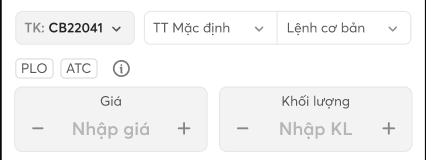 TK: CB22041 TT Mặc định Lệnh cơ bản
PLO ATC
Giá Khối lượng
Nhập giá Nhập KL